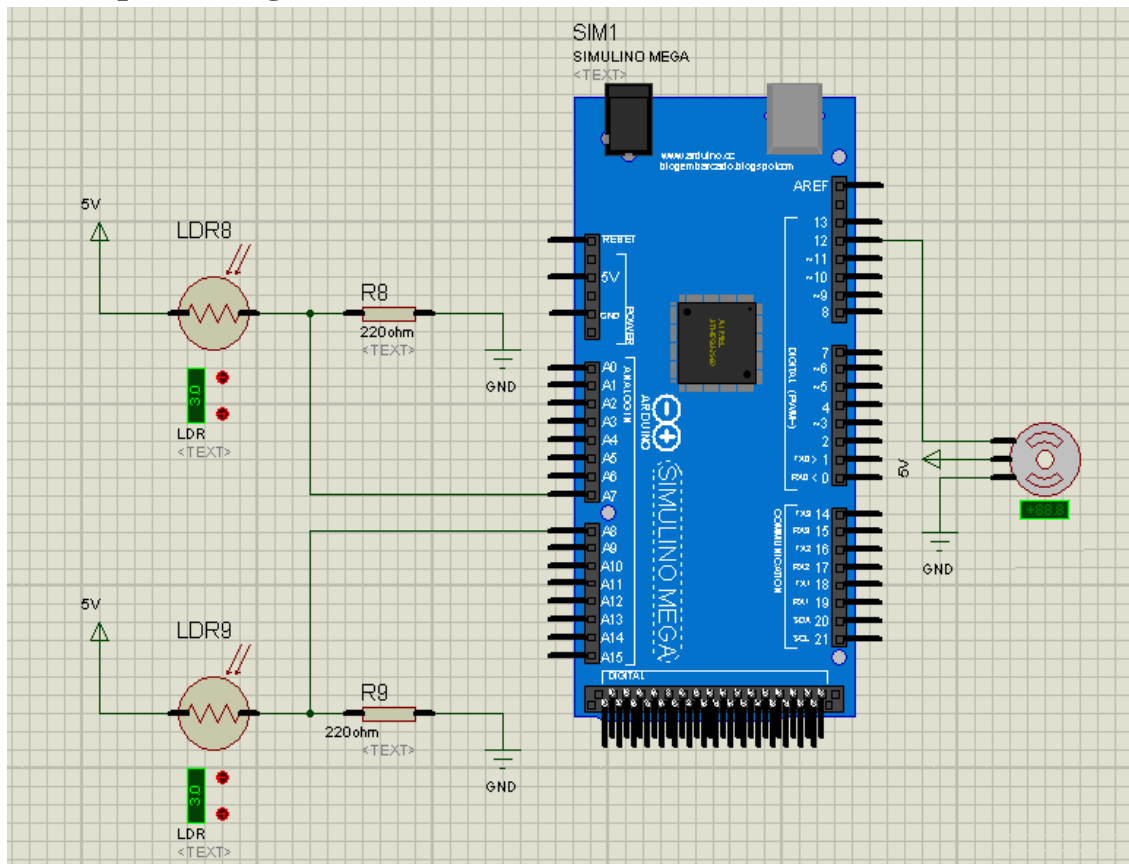 SIM1
SIMULINO MEGA
<TEXT>
www.arduino.cc
blogembarcado.blogspot.com
AREF
13
12
~11
~10
~9
8
RESET
5V
GND
POWER
5V
LDR8
R8
220ohm
<TEXT>
GND
3.0
LDR
<TEXT>
A0
A1
A2
A3
A4
A5
A6
A7
ANALOG IN
ARDUINO
SIMULINO MEGA
DIGITAL (PWM~)
7
~6
~5
4
~3
2
TX0 > 1
RX0 < 0
5V
+88.8
GND
A8
A9
A10
A11
A12
A13
A14
A15
COMMUNICATION
TX3 14
RX3 15
TX2 16
RX2 17
TX1 18
RX1 19
SDA 20
SCL 21
DIGITAL
5V
LDR9
R9
220ohm
<TEXT>
GND
3.0
LDR
<TEXT>